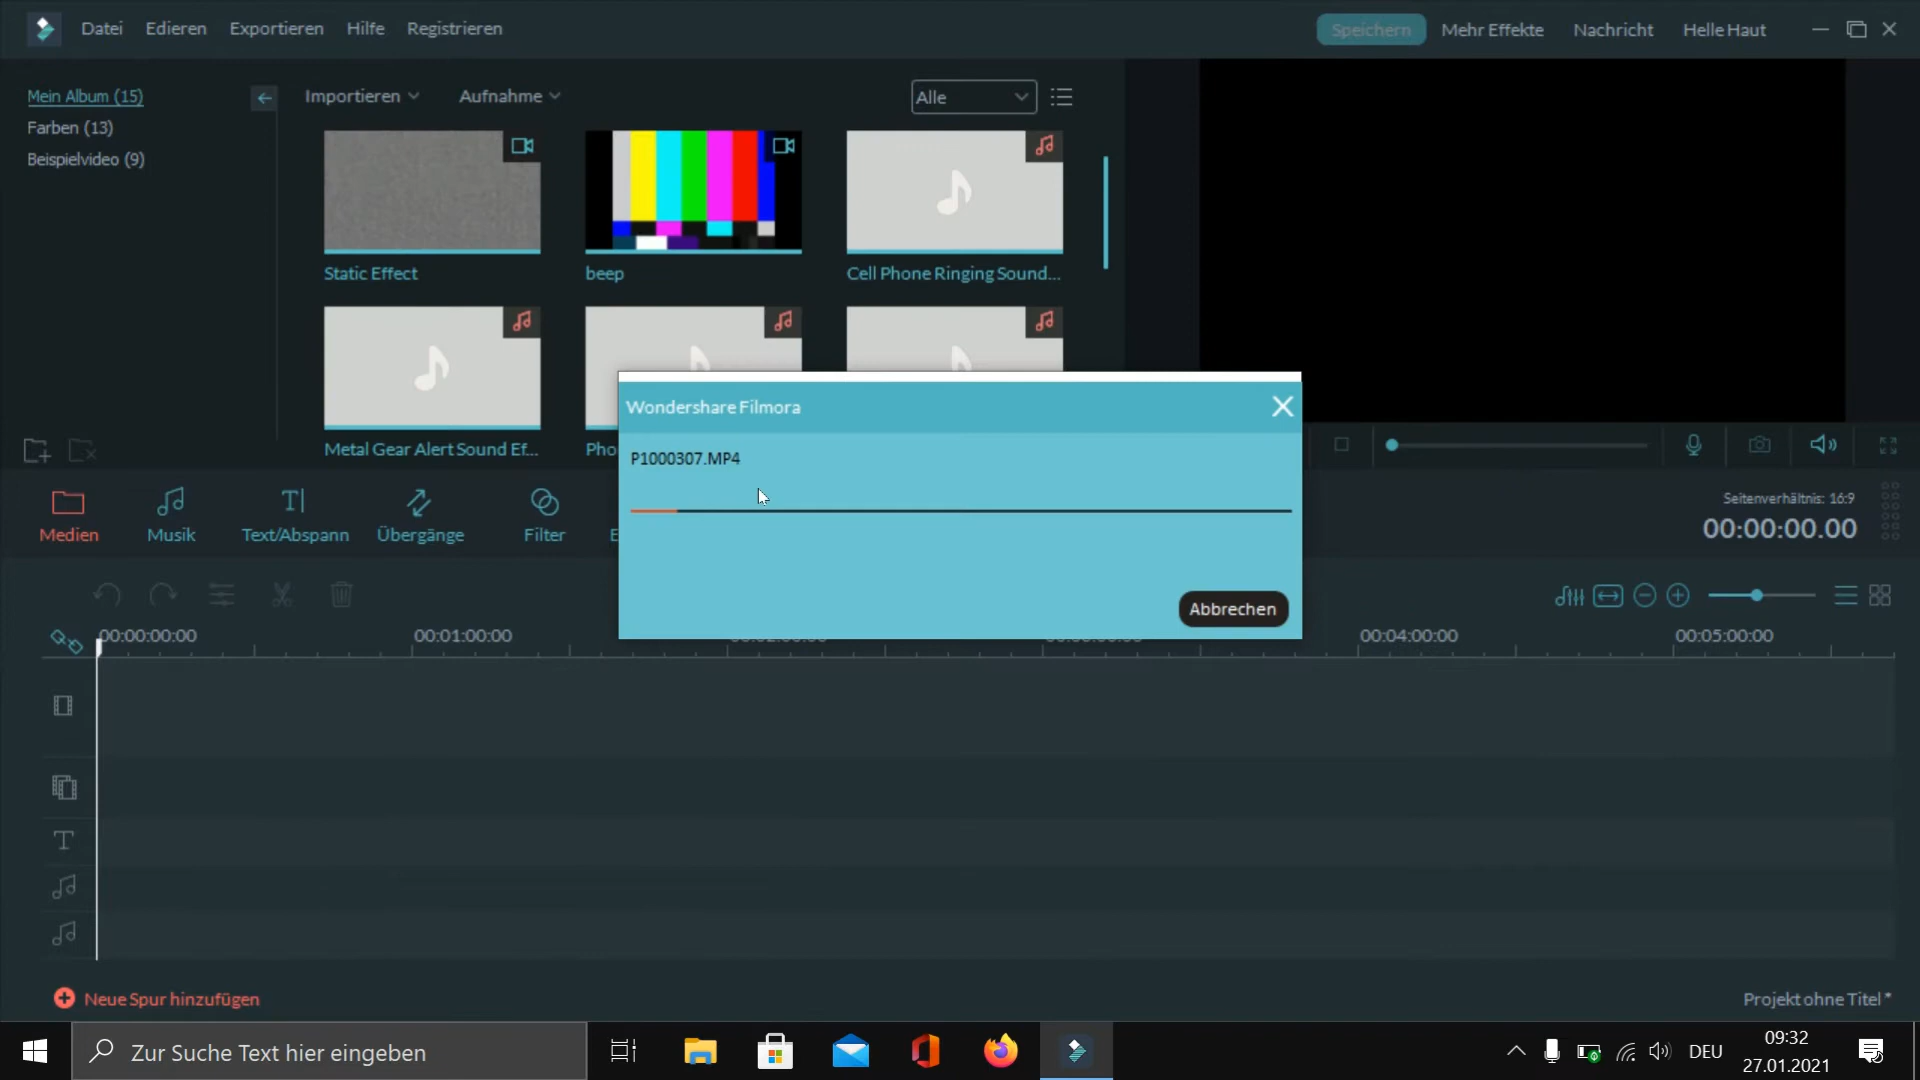 Datei Edieren Exportieren Hilfe Registrieren Speichern Mehr Effekte Nachricht Helle Haut
Mein Album (15) Importieren Aufnahme Alle
Farben (13)
Beispielvideo (9)
Static Effect beep Cell Phone Ringing Sound...
Metal Gear Alert Sound Ef...
Wondershare Filmora
P1000307.MP4
Abbrechen
Medien Musik Text/Abspann Übergänge Filter
Seitenverhältnis: 16:9
00:00:00.00
00:00:00:00 00:01:00:00 00:04:00:00 00:05:00:00
Neue Spur hinzufügen Projekt ohne Titel *
Zur Suche Text hier eingeben DEU 09:32
27.01.2021